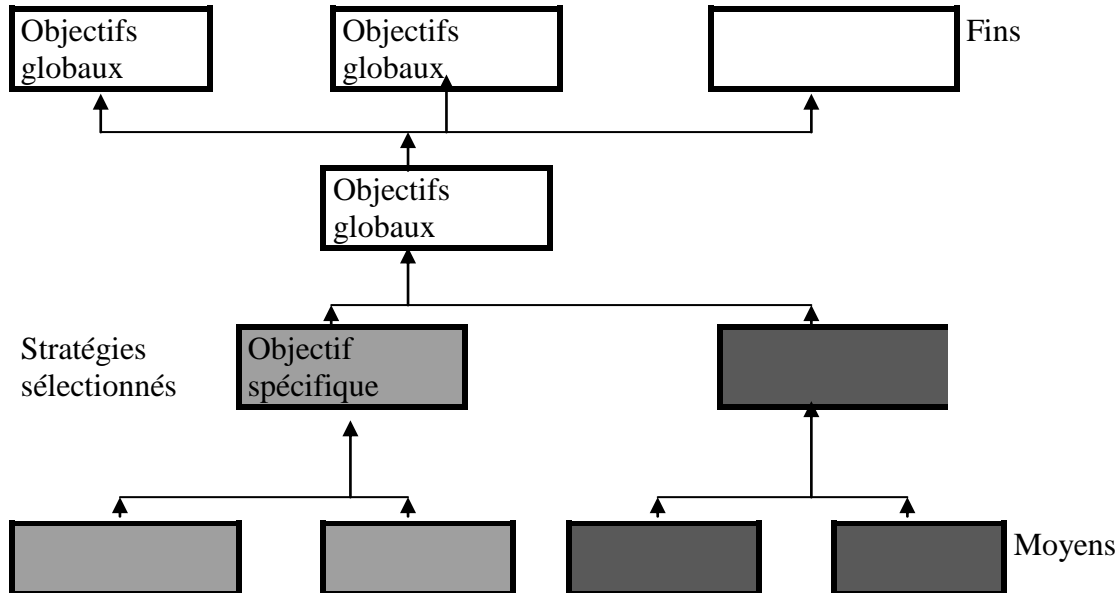 Objectifs
globaux
Objectifs
globaux
Fins
Objectifs
globaux
Stratégies
sélectionnés
Objectif
spécifique
Moyens